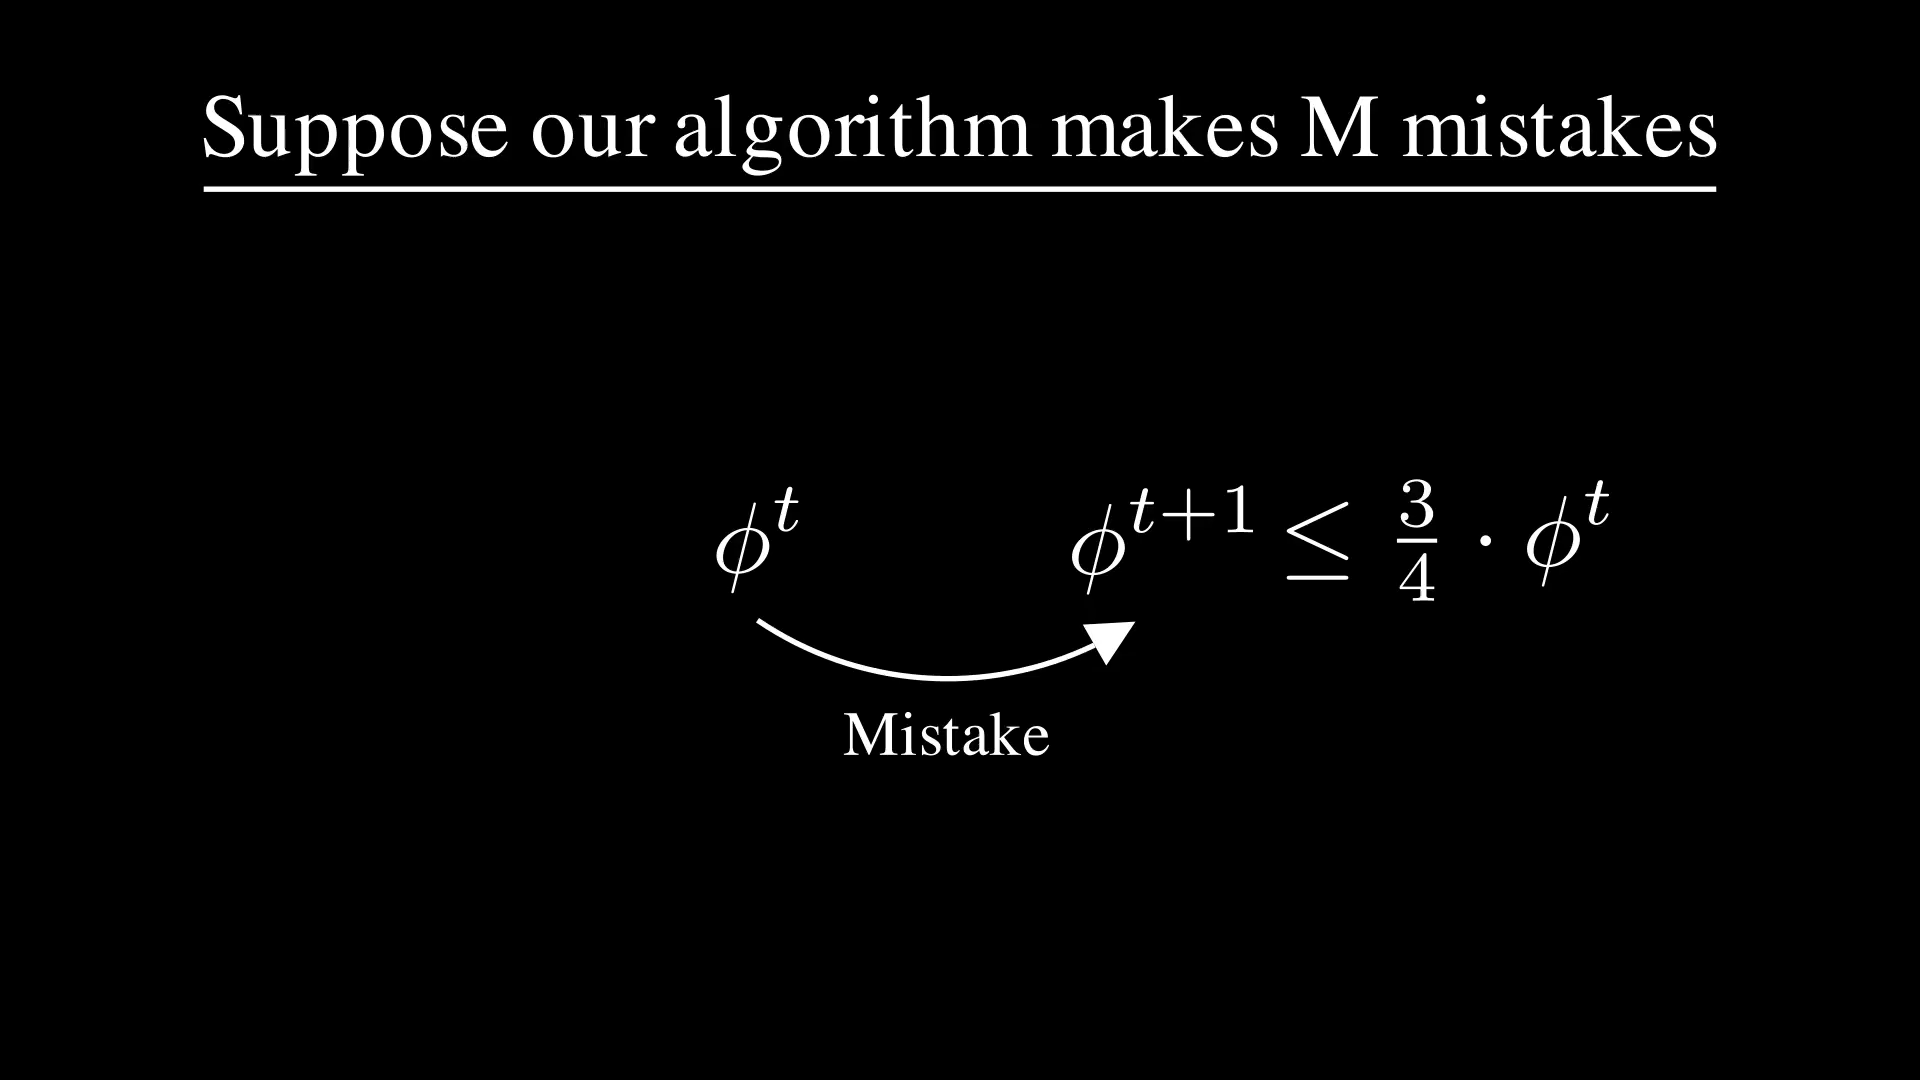 Suppose our algorithm makes M mistakes
ϕ^t ϕ^{t+1} ≤ 3/4 · ϕ^t
Mistake